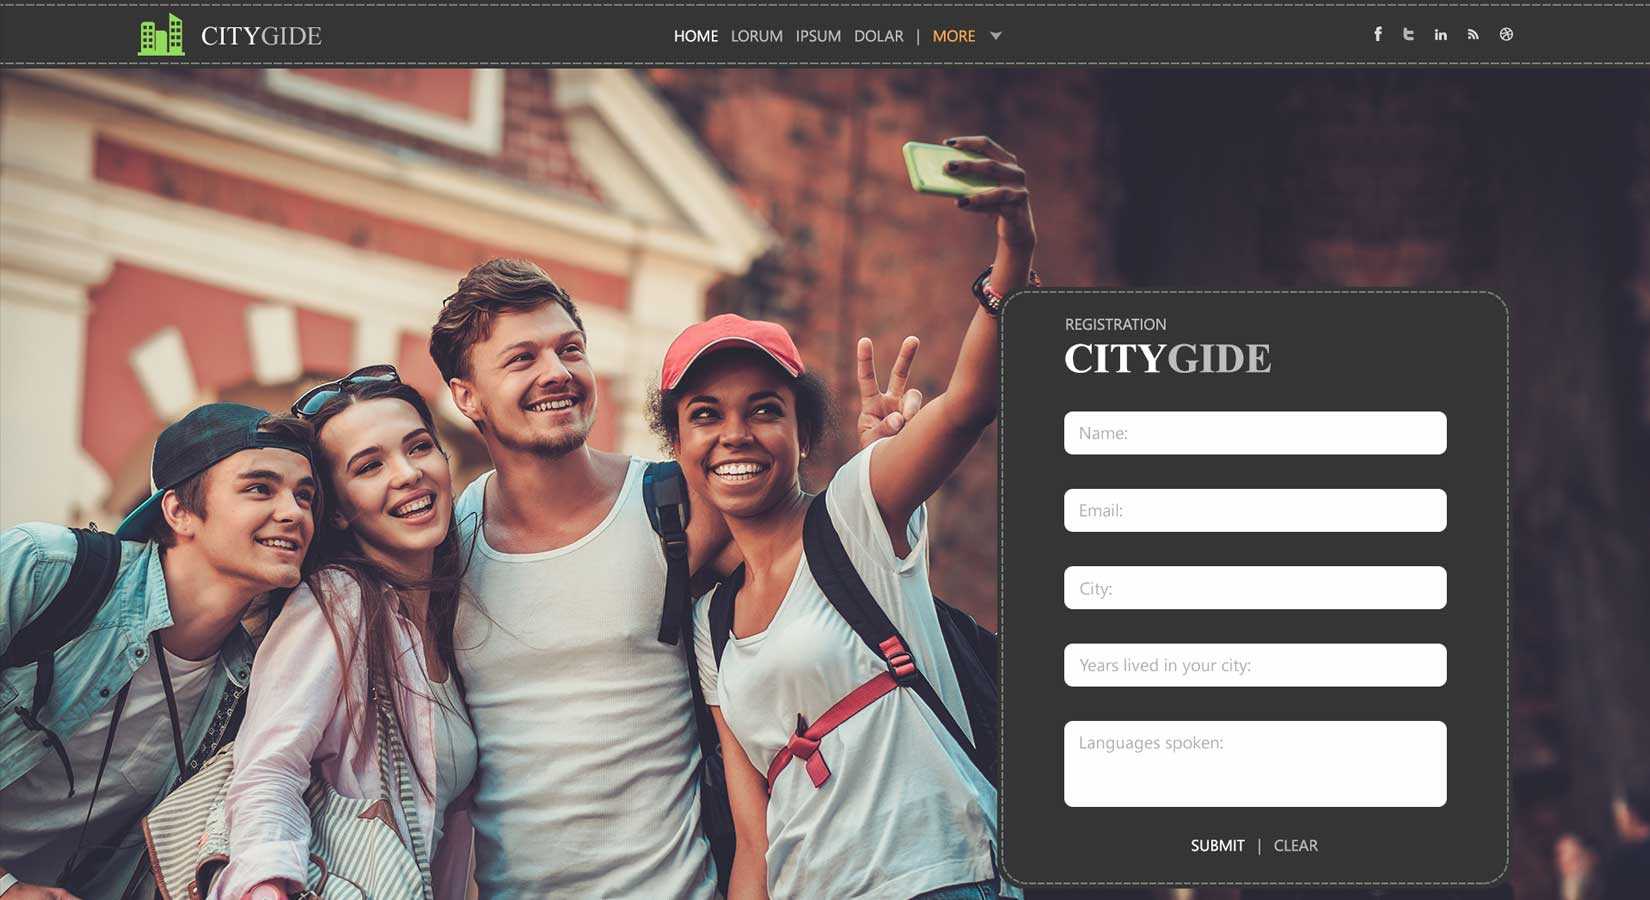 CITYGIDE
HOME LORUM IPSUM DOLAR | MORE
REGISTRATION
CITYGIDE
Name:
Email:
City:
Years lived in your city:
Languages spoken:
SUBMIT | CLEAR